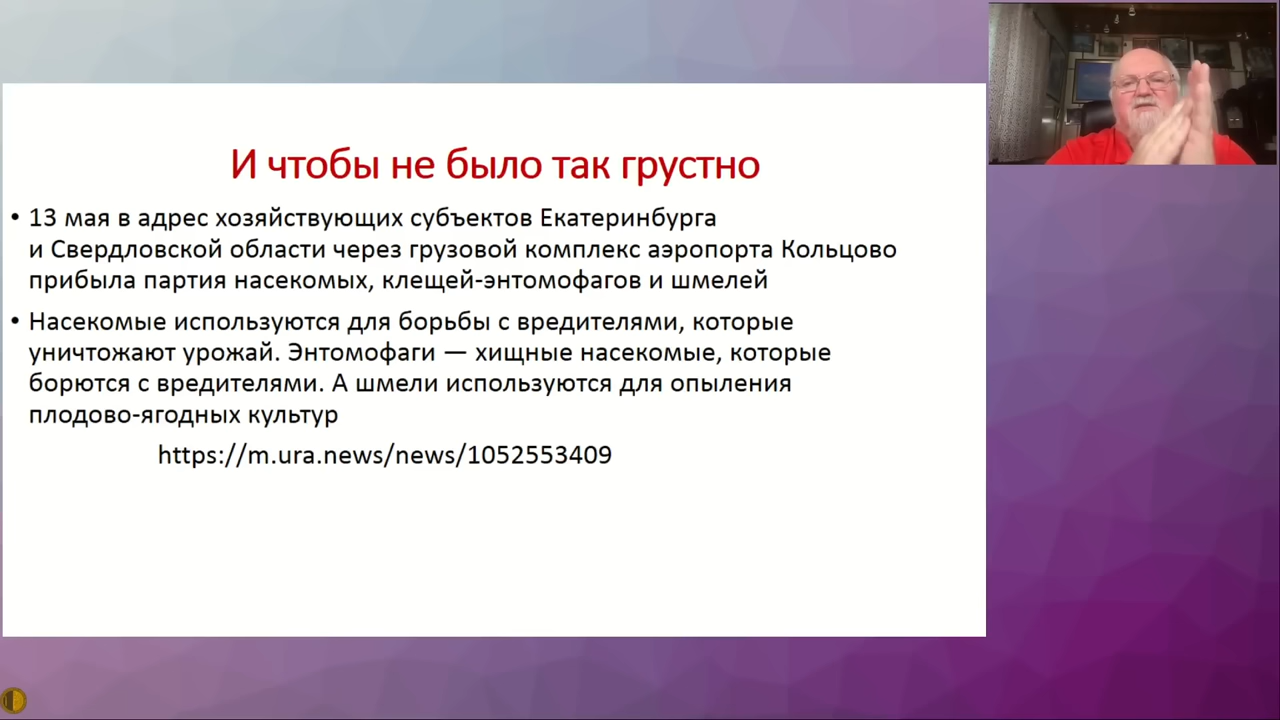 И чтобы не было так грустно
• 13 мая в адрес хозяйствующих субъектов Екатеринбурга
и Свердловской области через грузовой комплекс аэропорта Кольцово
прибыла партия насекомых, клещей-энтомофагов и шмелей
• Насекомые используются для борьбы с вредителями, которые
уничтожают урожай. Энтомофаги — хищные насекомые, которые
борются с вредителями. А шмели используются для опыления
плодово-ягодных культур
https://m.ura.news/news/1052553409